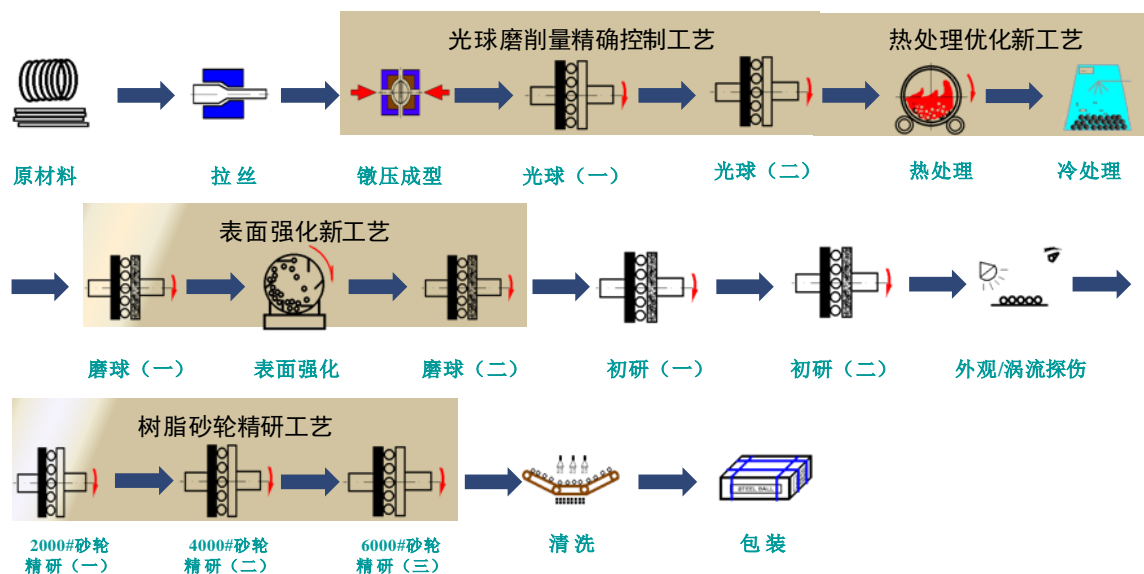 光球磨削量精确控制工艺
热处理优化新工艺
原材料
拉丝
镦压成型
光球（一）
光球（二）
热处理
冷处理
表面强化新工艺
磨球（一）
表面强化
磨球（二）
初研（一）
初研（二）
外观/涡流探伤
树脂砂轮精研工艺
STEEL BALL
2000#砂轮
精研（一）
4000#砂轮
精研（二）
6000#砂轮
精研（三）
清洗
包装